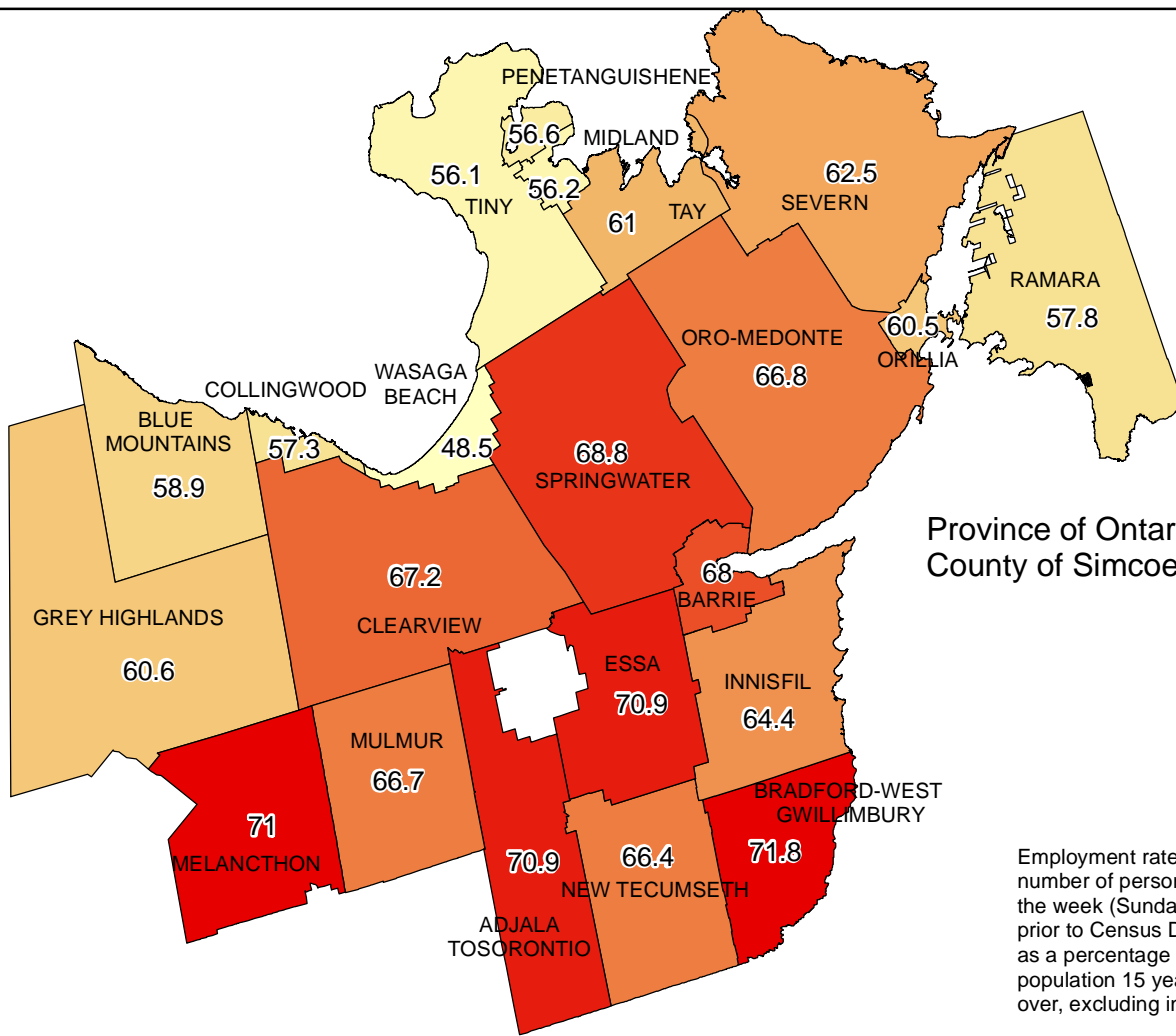 PENETANGUISHENE
56.6
MIDLAND
56.1
TINY
56.2
61
TAY
62.5
SEVERN
RAMARA
57.8
60.5
ORILLIA
ORO-MEDONTE
66.8
WASAGA
BEACH
48.5
COLLINGWOOD
57.3
BLUE
MOUNTAINS
58.9
68.8
SPRINGWATER
Province of Ontar
County of Simcoe
67.2
CLEARVIEW
68
BARRIE
GREY HIGHLANDS
60.6
ESSA
70.9
INNISFIL
64.4
MULMUR
66.7
71
MELANCTHON
70.9
ADJALA
TOSORONTIO
66.4
NEW TECUMSETH
BRADFORD-WEST
GWILLIMBURY
71.8
Employment rate
number of person
the week (Sunda
prior to Census D
as a percentage
population 15 yea
over, excluding in